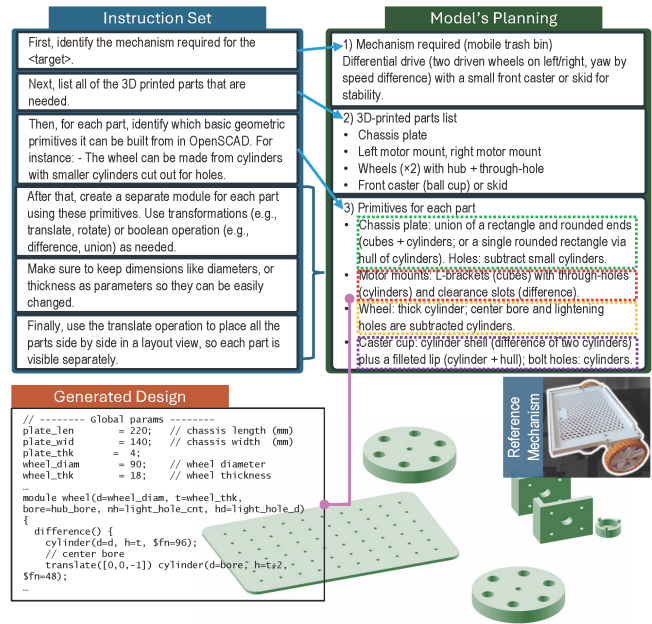 Instruction Set
First, identify the mechanism required for the
<target>.
Next, list all of the 3D printed parts that are
needed.
Then, for each part, identify which basic geometric
primitives it can be built from in OpenSCAD. For
instance: - The wheel can be made from cylinders
with smaller cylinders cut out for holes.
After that, create a separate module for each part
using these primitives. Use transformations (e.g.,
translate, rotate) or boolean operation (e.g.,
difference, union) as needed.
Make sure to keep dimensions like diameters, or
thickness as parameters so they can be easily
changed.
Finally, use the translate operation to place all the
parts side by side in a layout view, so each part is
visible separately.
Model's Planning
1) Mechanism required (mobile trash bin)
Differential drive (two driven wheels on left/right, yaw by
speed difference) with a small front caster or skid for
stability.
2) 3D-printed parts list
• Chassis plate
• Left motor mount, right motor mount
• Wheels (×2) with hub + through-hole
• Front caster (ball cup) or skid
3) Primitives for each part
• Chassis plate: union of a rectangle and rounded ends
(cubes + cylinders; or a single rounded rectangle via
hull of cylinders). Holes: subtract small cylinders.
• Motor mounts: L-brackets (cubes) with through-holes
(cylinders) and clearance slots (difference).
• Wheel: thick cylinder; center bore and lightening
holes are subtracted cylinders.
• Caster cup: cylinder shell (difference of two cylinders)
plus a filleted lip (cylinder + hull); bolt holes: cylinders.
Generated Design
// -------- Global params --------
plate_len = 220; // chassis length (mm)
plate_wid = 140; // chassis width (mm)
plate_thk = 4;
wheel_diam = 90; // wheel diameter
wheel_thk = 18; // wheel thickness
…
module wheel(d=wheel_diam, t=wheel_thk,
bore=hub_bore, nh=light_hole_cnt, hd=light_hole_d)
{
difference() {
cylinder(d=d, h=t, $fn=96);
// center bore
translate([0,0,-1]) cylinder(d=bore, h=t+2,
$fn=48);
…
Reference
Mechanism